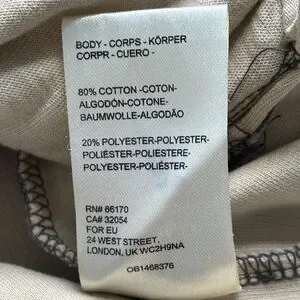 BODY - CORPS - KÖRPER
CORPR - CUERO -
80% COTTON -COTON-
ALGODÓN-COTONE-
BAUMWOLLE-ALGODÃO
20% POLYESTER-POLYESTER-
POLIÉSTER-POLIESTERE-
POLYESTER-POLIÉSTER-
RN# 66170
CA# 32054
FOR EU
24 WEST STREET,
LONDON, UK WC2H9NA
OB1468376